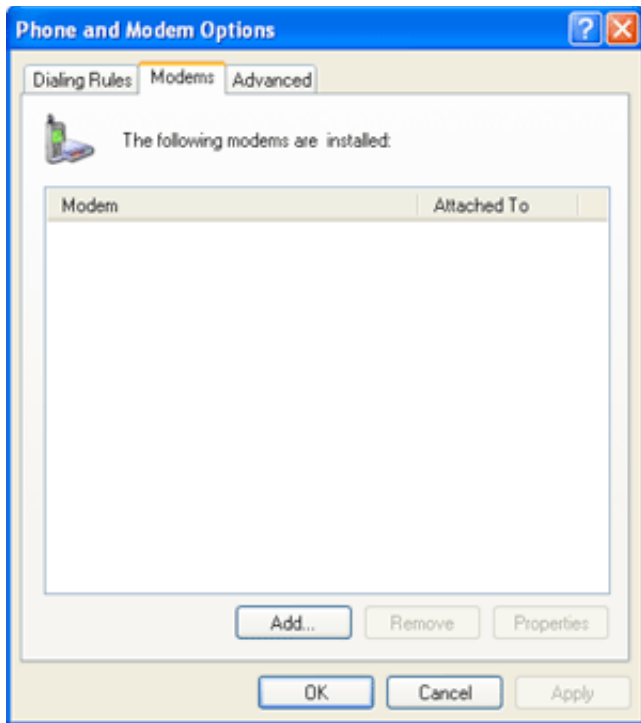 Phone and Modem Options
Dialing Rules Modems Advanced
The following modems are installed:
Modem Attached To
Add... Remove Properties
OK Cancel Apply